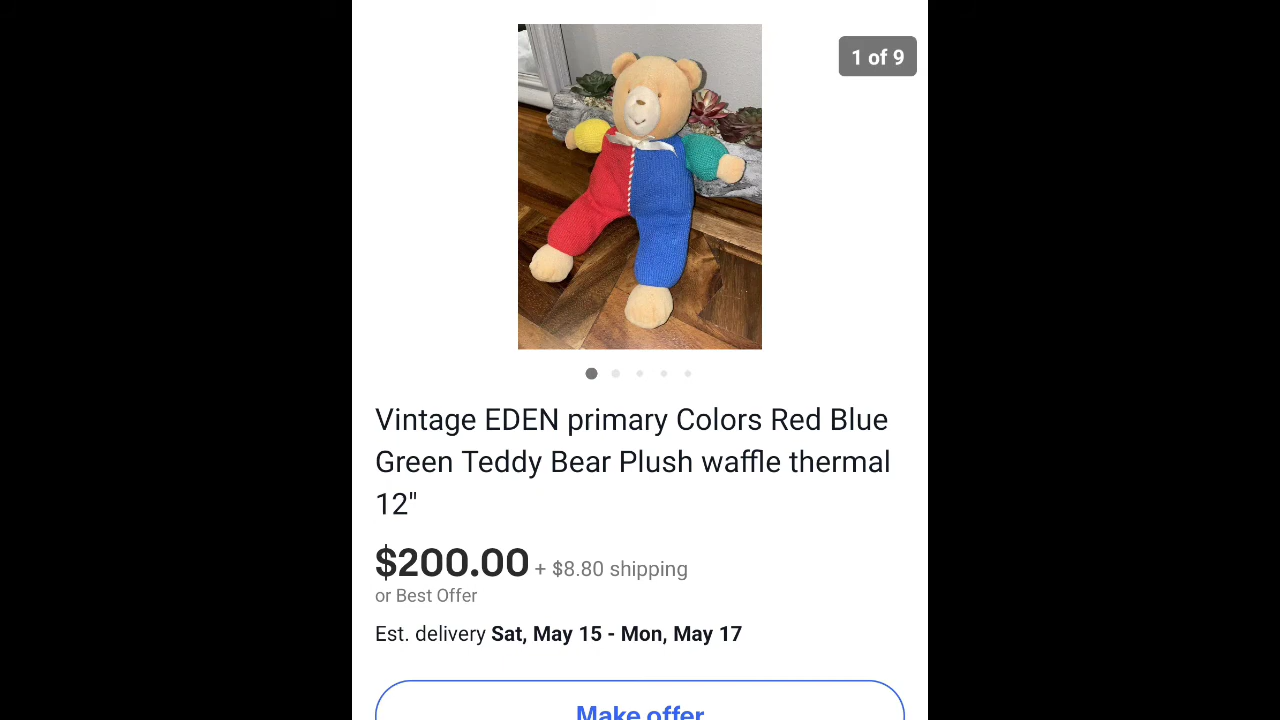 1 of 9
Vintage EDEN primary Colors Red Blue
Green Teddy Bear Plush waffle thermal
12"
$200.00 + $8.80 shipping
or Best Offer
Est. delivery Sat, May 15 - Mon, May 17
Make offer